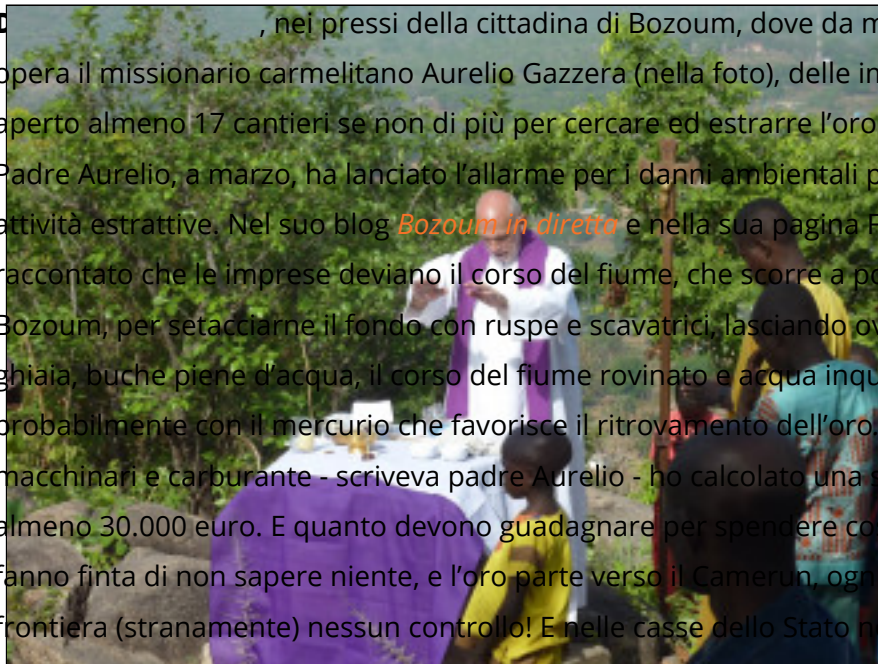 D , nei pressi della cittadina di Bozoum, dove da m
opera il missionario carmelitano Aurelio Gazzera (nella foto), delle im
aperto almeno 17 cantieri se non di più per cercare ed estrarre l’oro
Padre Aurelio, a marzo, ha lanciato l’allarme per i danni ambientali p
attività estrattive. Nel suo blog Bozoum in diretta e nella sua pagina F
raccontato che le imprese deviano il corso del fiume, che scorre a po
Bozoum, per setacciarne il fondo con ruspe e scavatrici, lasciando ov
ghiaia, buche piene d’acqua, il corso del fiume rovinato e acqua inqu
probabilmente con il mercurio che favorisce il ritrovamento dell’oro.
macchinari e carburante - scriveva padre Aurelio - ho calcolato una s
almeno 30.000 euro. E quanto devono guadagnare per spendere co
fanno finta di non sapere niente, e l’oro parte verso il Camerun, ogn
frontiera (stranamente) nessun controllo! E nelle casse dello Stato n